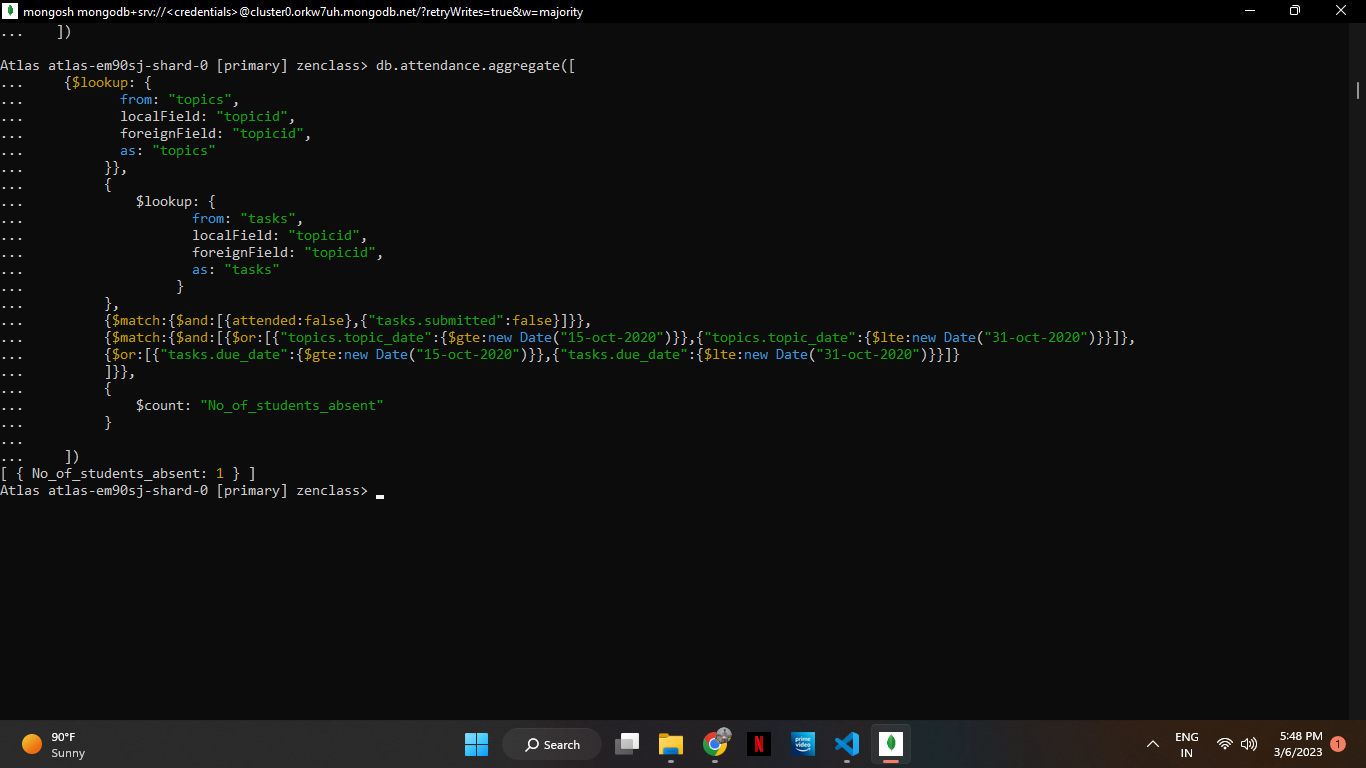 mongosh mongodb+srv://<credentials>@cluster0.orkw7uh.mongodb.net/?retryWrites=true&w=majority
...     ])
Atlas atlas-em90sj-shard-0 [primary] zenclass> db.attendance.aggregate([
...     {$lookup: {
...            from: "topics",
...            localField: "topicid",
...            foreignField: "topicid",
...            as: "topics"
...          }},
...          {
...              $lookup: {
...                     from: "tasks",
...                     localField: "topicid",
...                     foreignField: "topicid",
...                     as: "tasks"
...                   }
...          },
...          {$match:{$and:[{attended:false},{"tasks.submitted":false}]}},
...          {$match:{$and:[{$or:[{"topics.topic_date":{$gte:new Date("15-oct-2020")}},{"topics.topic_date":{$lte:new Date("31-oct-2020")}}]},
...          {$or:[{"tasks.due_date":{$gte:new Date("15-oct-2020")}},{"tasks.due_date":{$lte:new Date("31-oct-2020")}}]}
...          ]}},
...          {
...              $count: "No_of_students_absent"
...          }
...
...     ])
[ { No_of_students_absent: 1 } ]
Atlas atlas-em90sj-shard-0 [primary] zenclass>
90°F
Sunny
Search
N
prime video
ENG
IN
5:48 PM
3/6/2023
1